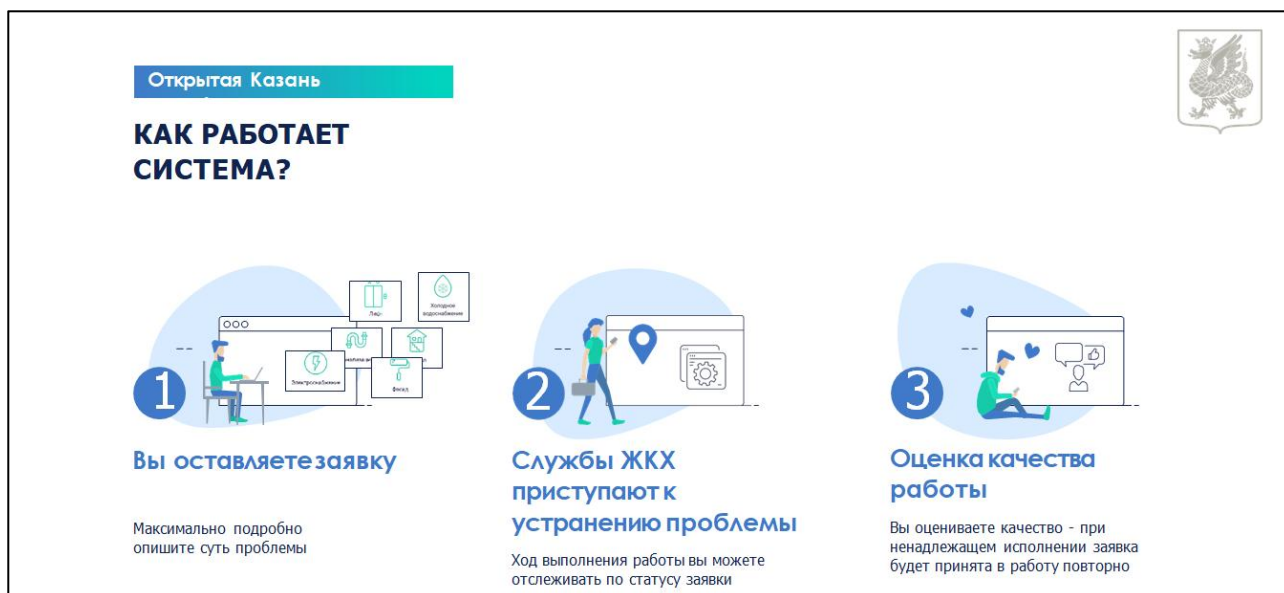 Открытая Казань
КАК РАБОТАЕТ
СИСТЕМА?
Холодное
водоснабжение
Электроснабжение
Фасад
1
2
3
Вы оставляете заявку
Максимально подробно
опишите суть проблемы
Службы ЖКХ
приступают к
устранению проблемы
Ход выполнения работы вы можете
отслеживать по статусу заявки
Оценка качества
работы
Вы оцениваете качество - при
ненадлежащем исполнении заявка
будет принята в работу повторно